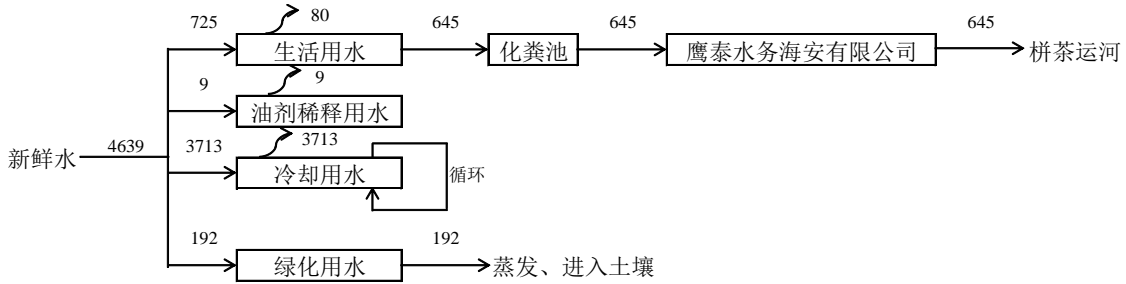 80
725
645
645
645
生活用水
化粪池
鹰泰水务海安有限公司
栟茶运河
9
9
油剂稀释用水
新鲜水
4639
3713
3713
冷却用水
循环
192
192
绿化用水
蒸发、进入土壤